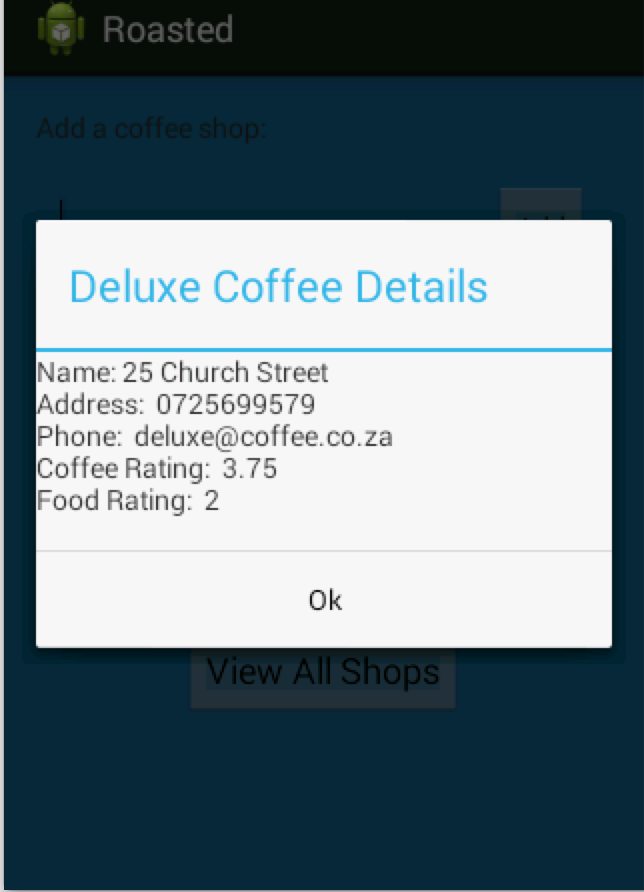 Roasted
Add a coffee shop:
Deluxe Coffee Details
Name: 25 Church Street
Address: 0725699579
Phone: deluxe@coffee.co.za
Coffee Rating: 3.75
Food Rating: 2
Ok
View All Shops